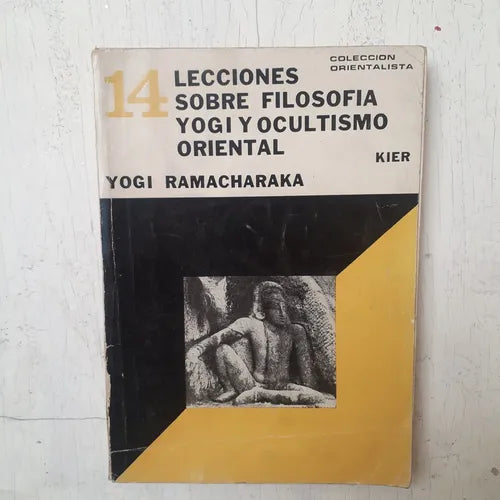 COLECCION
ORIENTALISTA
14 LECCIONES
SOBRE FILOSOFIA
YOGI Y OCULTISMO
ORIENTAL
KIER
YOGI RAMACHARAKA